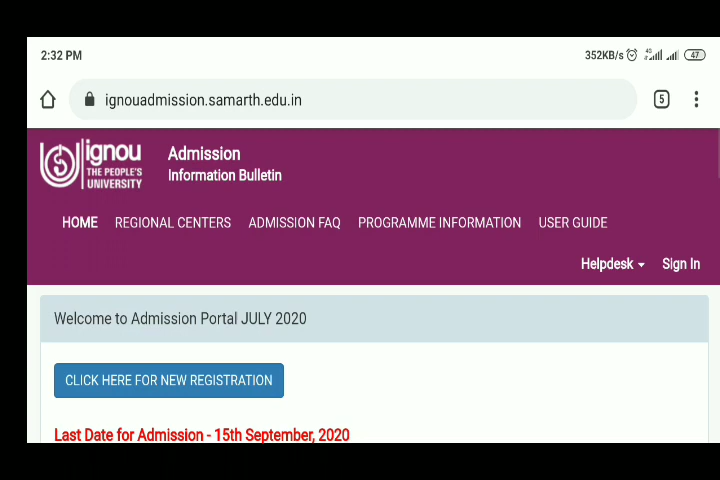 2:32 PM 352KB/s 4G 47
ignouadmission.samarth.edu.in 5
ignou
THE PEOPLE'S
UNIVERSITY
Admission
Information Bulletin
HOME REGIONAL CENTERS ADMISSION FAQ PROGRAMME INFORMATION USER GUIDE
Helpdesk Sign In
Welcome to Admission Portal JULY 2020
CLICK HERE FOR NEW REGISTRATION
Last Date for Admission - 15th September, 2020